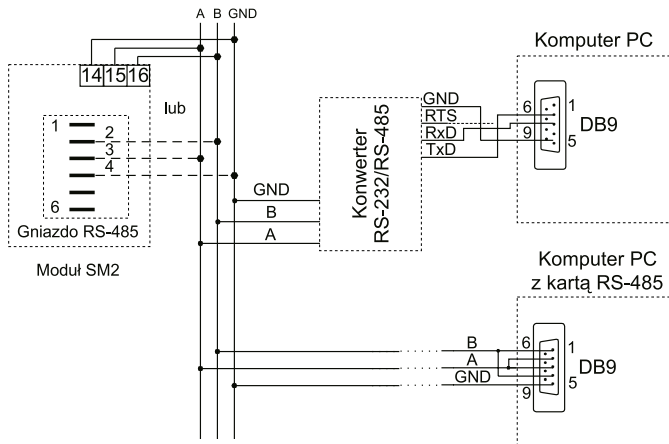 A B GND
14 15 16
lub
1
2
3
4
6
Gniazdo RS-485
Moduł SM2
GND
B
A
Konwerter
RS-232/RS-485
GND
RTS
RxD
TxD
Komputer PC
6
9
1
5
DB9
Komputer PC
z kartą RS-485
B
A
GND
6
9
1
5
DB9